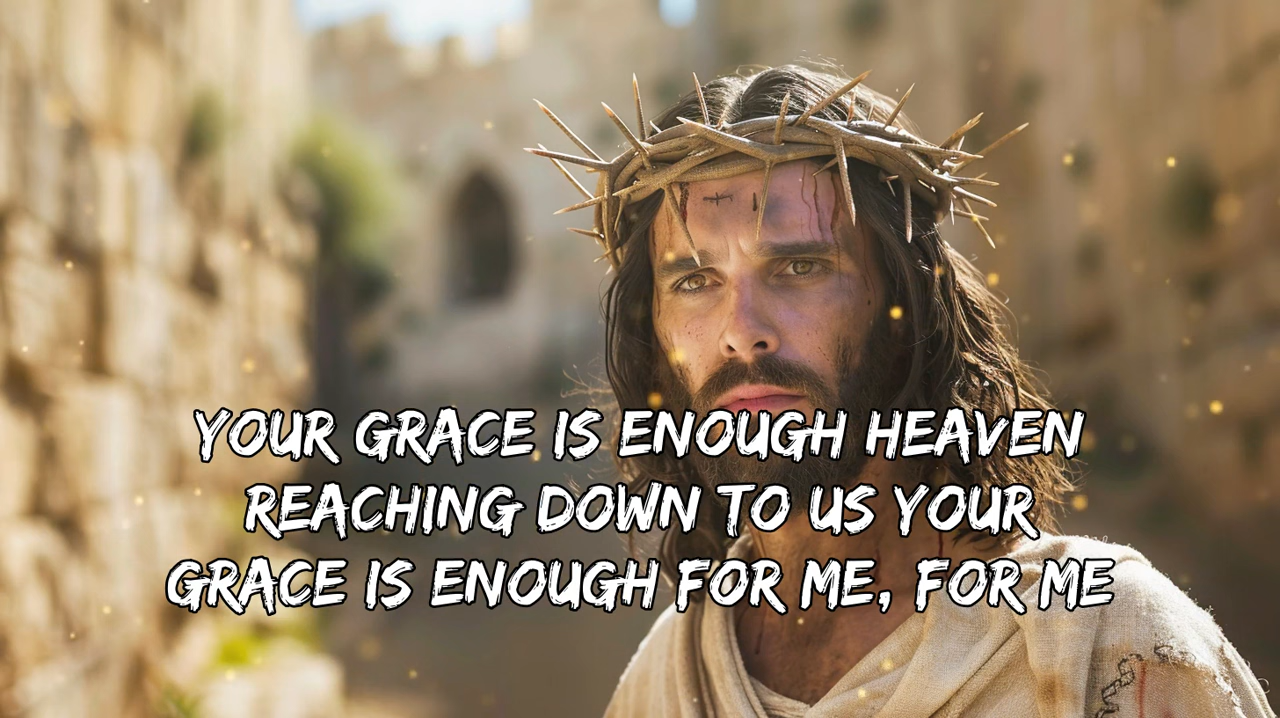 YOUR GRACE IS ENOUGH HEAVEN
REACHING DOWN TO US YOUR
GRACE IS ENOUGH FOR ME, FOR ME